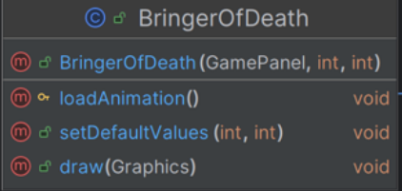 © BringerOfDeath
m BringerOfDeath(GamePanel, int, int)
m loadAnimation() void
m setDefaultValues (int, int) void
m draw(Graphics) void